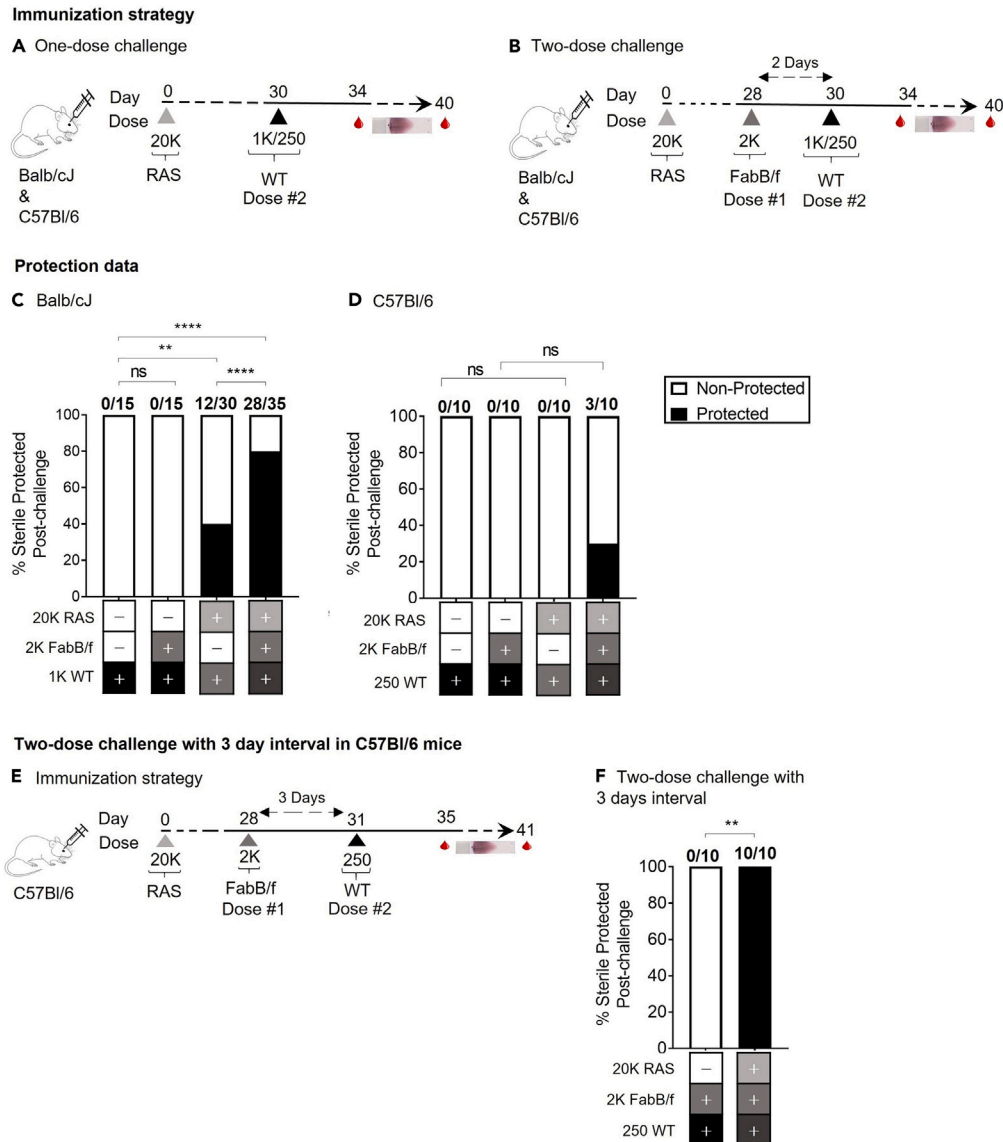 Immunization strategy
A One-dose challenge
Day 0 30 34 40
Dose
20K 1K/250
RAS WT
Dose #2
Balb/cJ
&
C57Bl/6
B Two-dose challenge
2 Days
Day 0 28 30 34 40
Dose
20K 2K 1K/250
RAS FabB/f WT
Dose #1 Dose #2
Balb/cJ
&
C57Bl/6
Protection data
C Balb/cJ
****
**
ns ****
0/15 0/15 12/30 28/35
100
80
60
40
20
0
% Sterile Protected
Post-challenge
20K RAS − − + +
2K FabB/f − + − +
1K WT + + + +
D C57Bl/6
ns
ns
0/10 0/10 0/10 3/10
100
80
60
40
20
0
% Sterile Protected
Post-challenge
20K RAS − − + +
2K FabB/f − + − +
250 WT + + + +
Non-Protected
Protected
Two-dose challenge with 3 day interval in C57Bl/6 mice
E Immunization strategy
3 Days
Day 0 28 31 35 41
Dose
20K 2K 250
RAS FabB/f WT
Dose #1 Dose #2
C57Bl/6
F Two-dose challenge with
3 days interval
**
0/10 10/10
100
80
60
40
20
0
% Sterile Protected
Post-challenge
20K RAS − +
2K FabB/f + +
250 WT + +